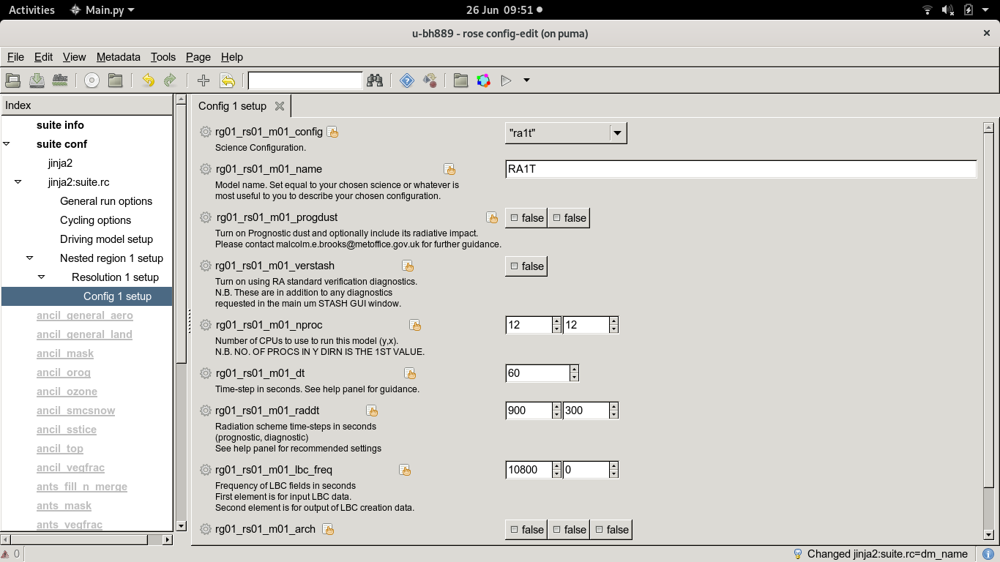 Activities Main.py 26 Jun 09:51
u-bh889 - rose config-edit (on puma)
File Edit View Metadata Tools Page Help
Index
suite info
suite conf
jinja2
jinja2:suite.rc
General run options
Cycling options
Driving model setup
Nested region 1 setup
Resolution 1 setup
Config 1 setup
ancil_general_aero
ancil_general_land
ancil_mask
ancil_orog
ancil_ozone
ancil_smcsnow
ancil_sstice
ancil_top
ancil_vegfrac
ants_fill_n_merge
ants_mask
ants_vegfrac
Config 1 setup
rg01_rs01_m01_config "ra1t"
Science Configuration.
rg01_rs01_m01_name RA1T
Model name. Set equal to your chosen science or whatever is
most useful to you to describe your chosen configuration.
rg01_rs01_m01_progdust false false
Turn on Prognostic dust and optionally include its radiative impact.
Please contact malcolm.e.brooks@metoffice.gov.uk for further guidance.
rg01_rs01_m01_verstash false
Turn on using RA standard verification diagnostics.
N.B. These are in addition to any diagnostics
requested in the main um STASH GUI window.
rg01_rs01_m01_nproc 12 12
Number of CPUs to use to run this model (y,x).
N.B. NO. OF PROCS IN Y DIRN IS THE 1ST VALUE.
rg01_rs01_m01_dt 60
Time-step in seconds. See help panel for guidance.
rg01_rs01_m01_raddt 900 300
Radiation scheme time-steps in seconds
(prognostic, diagnostic)
See help panel for recommended settings
rg01_rs01_m01_lbc_freq 10800 0
Frequency of LBC fields in seconds
First element is for input LBC data.
Second element is for output of LBC creation data.
rg01_rs01_m01_arch false false false
0 Changed jinja2:suite.rc=dm_name